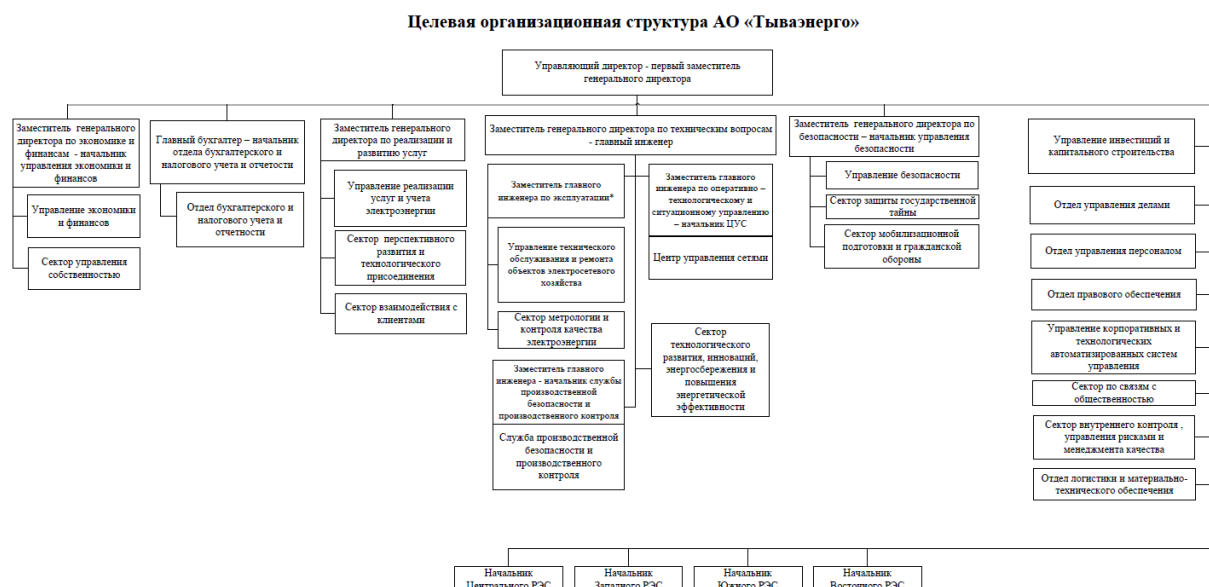 Целевая организационная структура АО «Тываэнерго»
Управляющий директор - первый заместитель
генерального директора
Заместитель генерального
директора по экономике и
финансам - начальник
управления экономики и
финансов
Управление экономики
и финансов
Сектор управления
собственностью
Главный бухгалтер – начальник
отдела бухгалтерского и
налогового учета и отчетости
Отдел бухгалтерского и
налогового учета и
отчетности
Заместитель генерального
директора по реализации и
развитию услуг
Управление реализации
услуг и учета
электроэнергии
Сектор перспективного
развития и
технологического
присоединения
Сектор взаимодействия с
клиентами
Заместитель генерального директора по техническим вопросам
- главный инженер
Заместитель главного
инженера по эксплуатации*
Управление технического
обслуживания и ремонта
объектов электросетевого
хозяйства
Сектор метрологии и
контроля качества
электроэнергии
Заместитель главного
инженера - начальник службы
производственной
безопасности и
производственного контроля
Служба производственной
безопасности и
производственного
контроля
Заместитель главного
инженера по оперативно –
технологическому и
ситуационному управлению
– начальник ЦУС
Центр управления сетями
Сектор
технологического
развития, инноваций,
энергосбережения и
повышения
энергетической
эффективности
Заместитель генерального директора по
безопасности – начальник управления
безопасности
Управление безопасности
Сектор защиты государственной
тайны
Сектор мобилизационной
подготовки и гражданской
обороны
Управление инвестиций и
капитального строительства
Отдел управления делами
Отдел управления персоналом
Отдел правового обеспечения
Управление корпоративных и
технологических
автоматизированных систем
управления
Сектор по связям с
общественностью
Сектор внутреннего контроля ,
управления рисками и
менеджмента качества
Отдел логистики и материально-
технического обеспечения
Начальник
Центрального РЭС
Начальник
Западного РЭС
Начальник
Южного РЭС
Начальник
Восточного РЭС